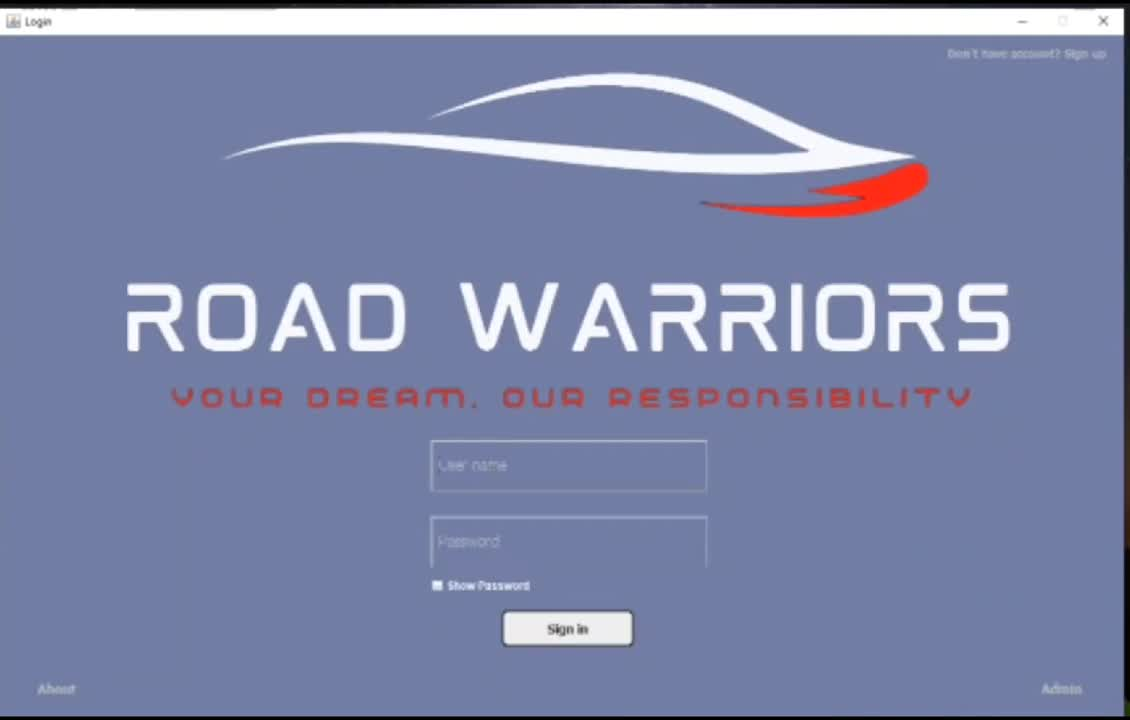 Login
Don't have account? Sign up
ROAD WARRIORS
YOUR DREAM, OUR RESPONSIBILITY
User name
Password
Show Password
Sign in
About
Admin